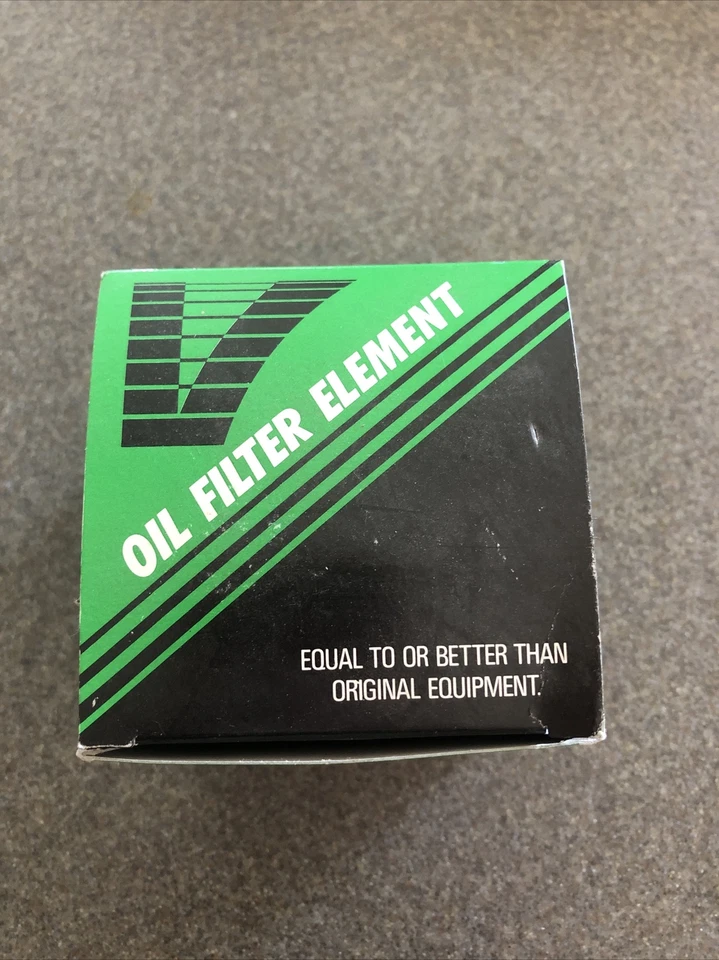 OIL FILTER ELEMENT
EQUAL TO OR BETTER THAN
ORIGINAL EQUIPMENT.